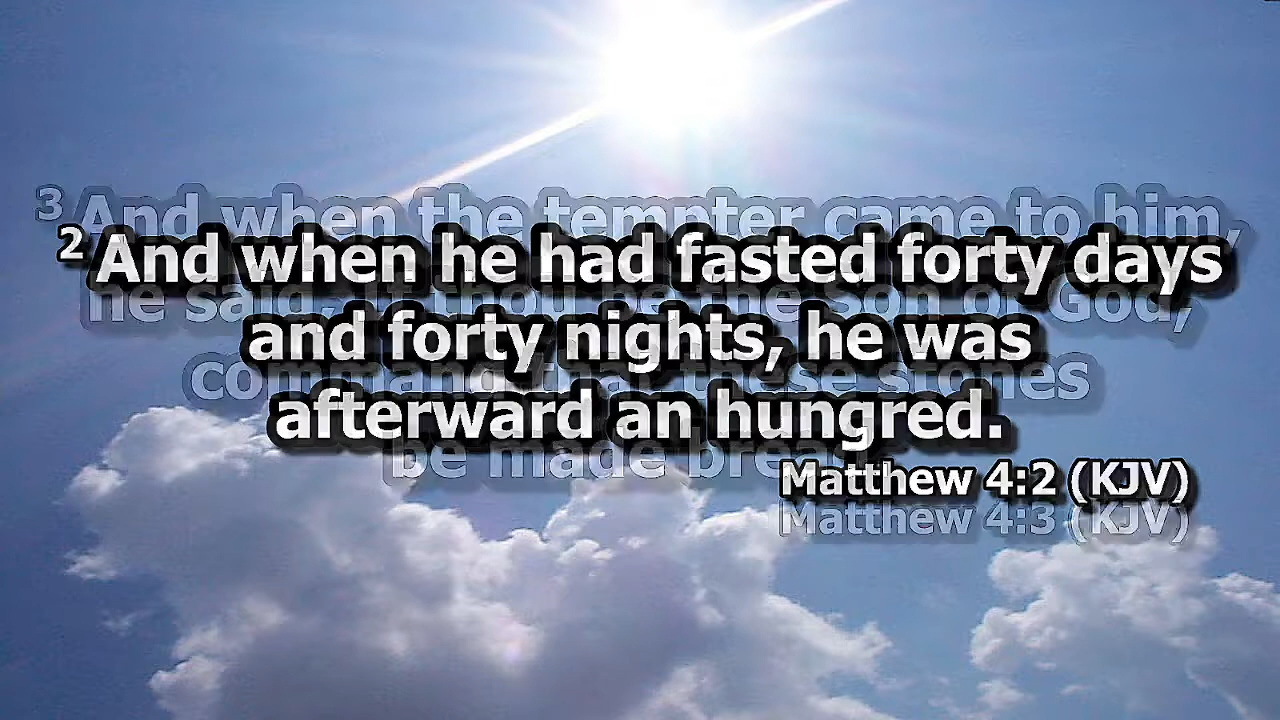 3 And when the tempter came to him,
2 And when he had fasted forty days
he said, If thou be the Son of God,
and forty nights, he was
command that these stones
afterward an hungred.
be made bread.
Matthew 4:2 (KJV)
Matthew 4:3 (KJV)